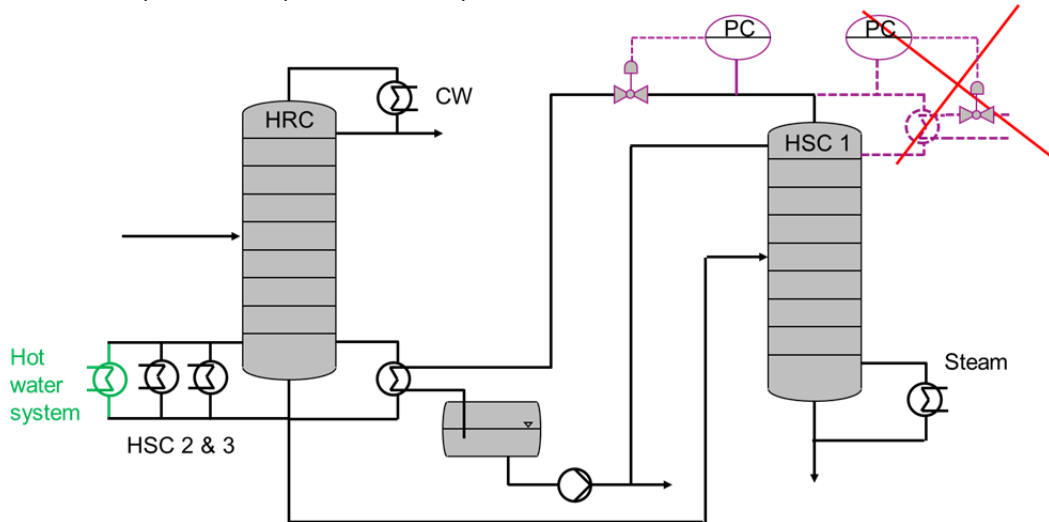 PC
PC
CW
HRC
HSC 1
Hot
water
system
Steam
HSC 2 & 3